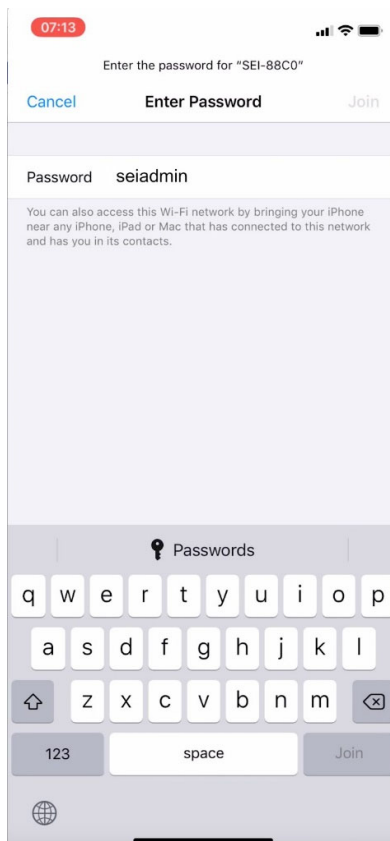 07:13
Enter the password for “SEI-88C0”
Cancel Enter Password Join
Password seiadmin
You can also access this Wi-Fi network by bringing your iPhone
near any iPhone, iPad or Mac that has connected to this network
and has you in its contacts.
Passwords
q w e r t y u i o p
a s d f g h j k l
z x c v b n m
123 space Join